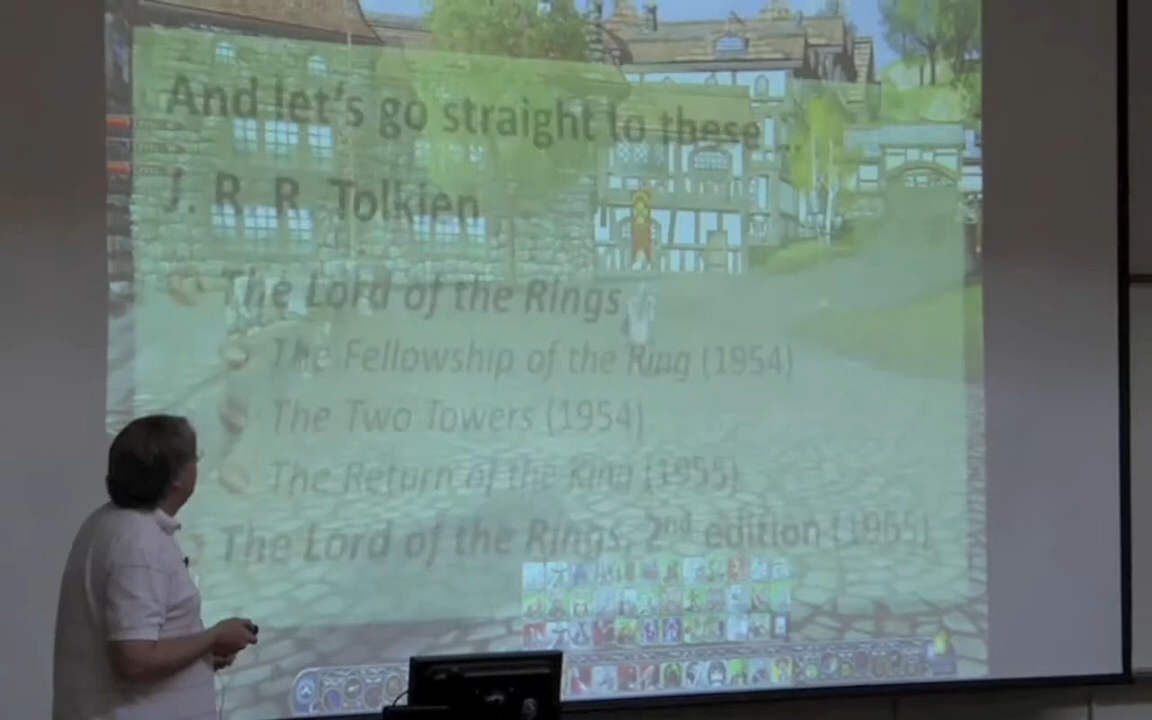 And let's go straight to these...
J. R. R. Tolkien
The Lord of the Rings
The Fellowship of the Ring (1954)
The Two Towers (1954)
The Return of the King (1955)
The Lord of the Rings, 2nd edition (1965)